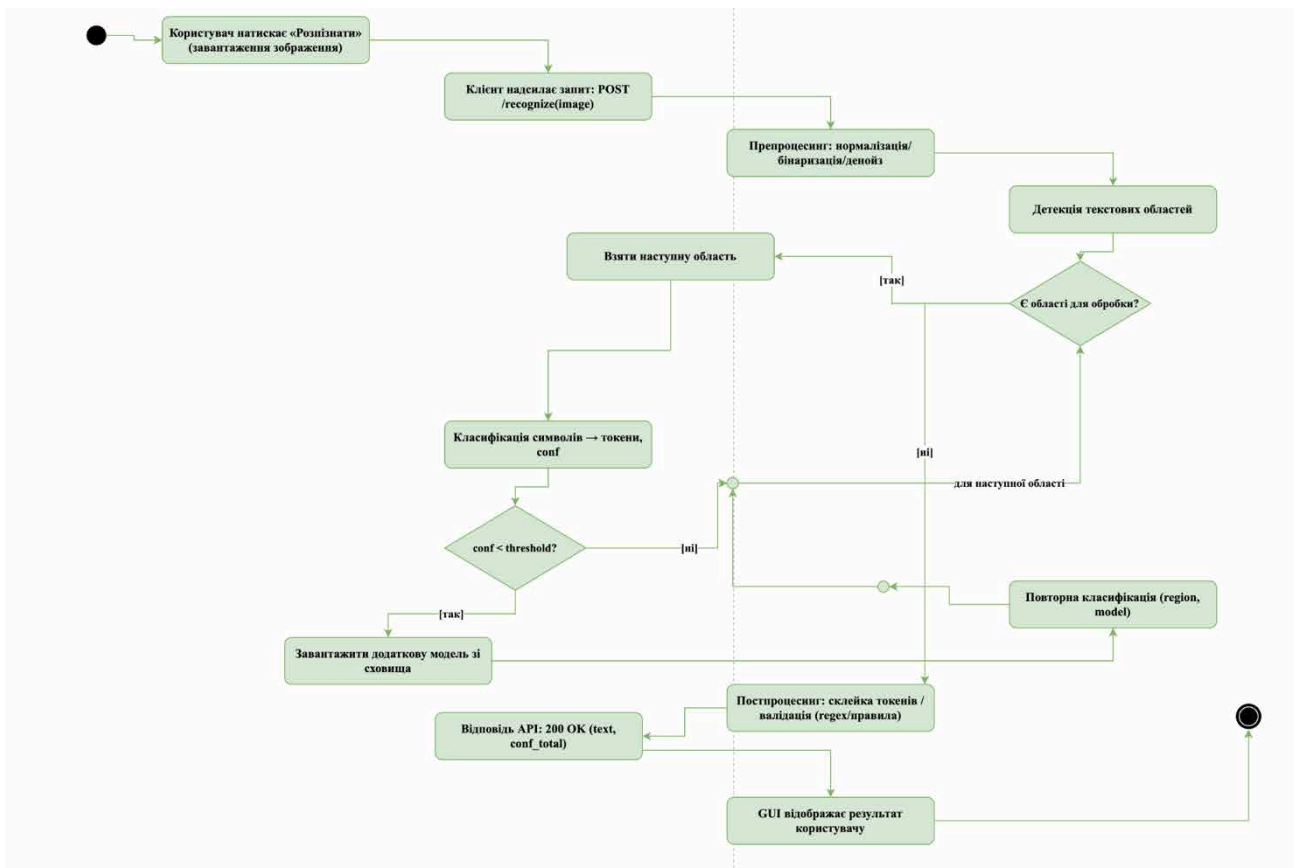 Користувач натискає «Розпізнати»
(завантаження зображення)
Клієнт надсилає запит: POST
/recognize(image)
Препроцесинг: нормалізація/
бінаризація/денойз
Детекція текстових областей
Взяти наступну область
[так]
Є області для обробки?
Класифікація символів → токени,
conf
[ні]
для наступної області
conf < threshold?
[ні]
Повторна класифікація (region,
model)
[так]
Завантажити додаткову модель зі
сховища
Постпроцесинг: склейка токенів /
валідація (regex/правила)
Відповідь API: 200 OK (text,
conf_total)
GUI відображає результат
користувачу